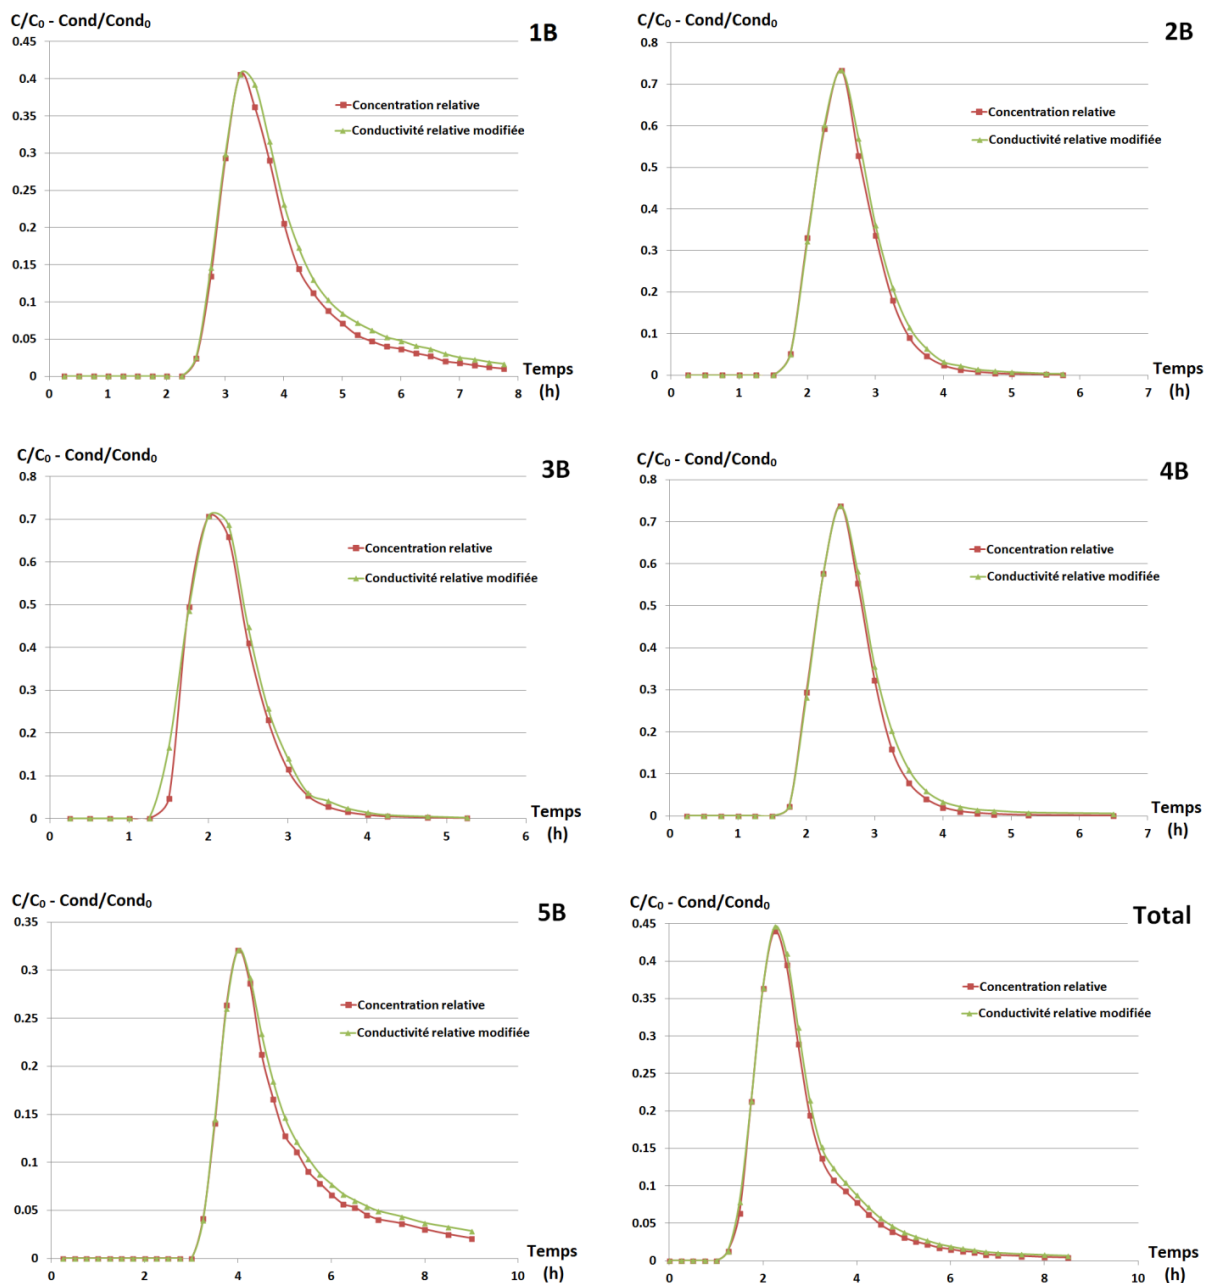 C/C₀ - Cond/Cond₀
1B
0.45
0.4
0.35
0.3
0.25
0.2
0.15
0.1
0.05
0
Concentration relative
Conductivité relative modifiée
0 1 2 3 4 5 6 7 8
Temps
(h)
C/C₀ - Cond/Cond₀
2B
0.8
0.7
0.6
0.5
0.4
0.3
0.2
0.1
0
Concentration relative
Conductivité relative modifiée
0 1 2 3 4 5 6 7
Temps
(h)
C/C₀ - Cond/Cond₀
3B
0.8
0.7
0.6
0.5
0.4
0.3
0.2
0.1
0
Concentration relative
Conductivité relative modifiée
0 1 2 3 4 5 6
Temps
(h)
C/C₀ - Cond/Cond₀
4B
0.8
0.7
0.6
0.5
0.4
0.3
0.2
0.1
0
Concentration relative
Conductivité relative modifiée
0 1 2 3 4 5 6 7
Temps
(h)
C/C₀ - Cond/Cond₀
5B
0.35
0.3
0.25
0.2
0.15
0.1
0.05
0
Concentration relative
Conductivité relative modifiée
0 2 4 6 8 10
Temps
(h)
C/C₀ - Cond/Cond₀
Total
0.45
0.4
0.35
0.3
0.25
0.2
0.15
0.1
0.05
0
Concentration relative
Conductivité relative modifiée
0 2 4 6 8 10
Temps
(h)